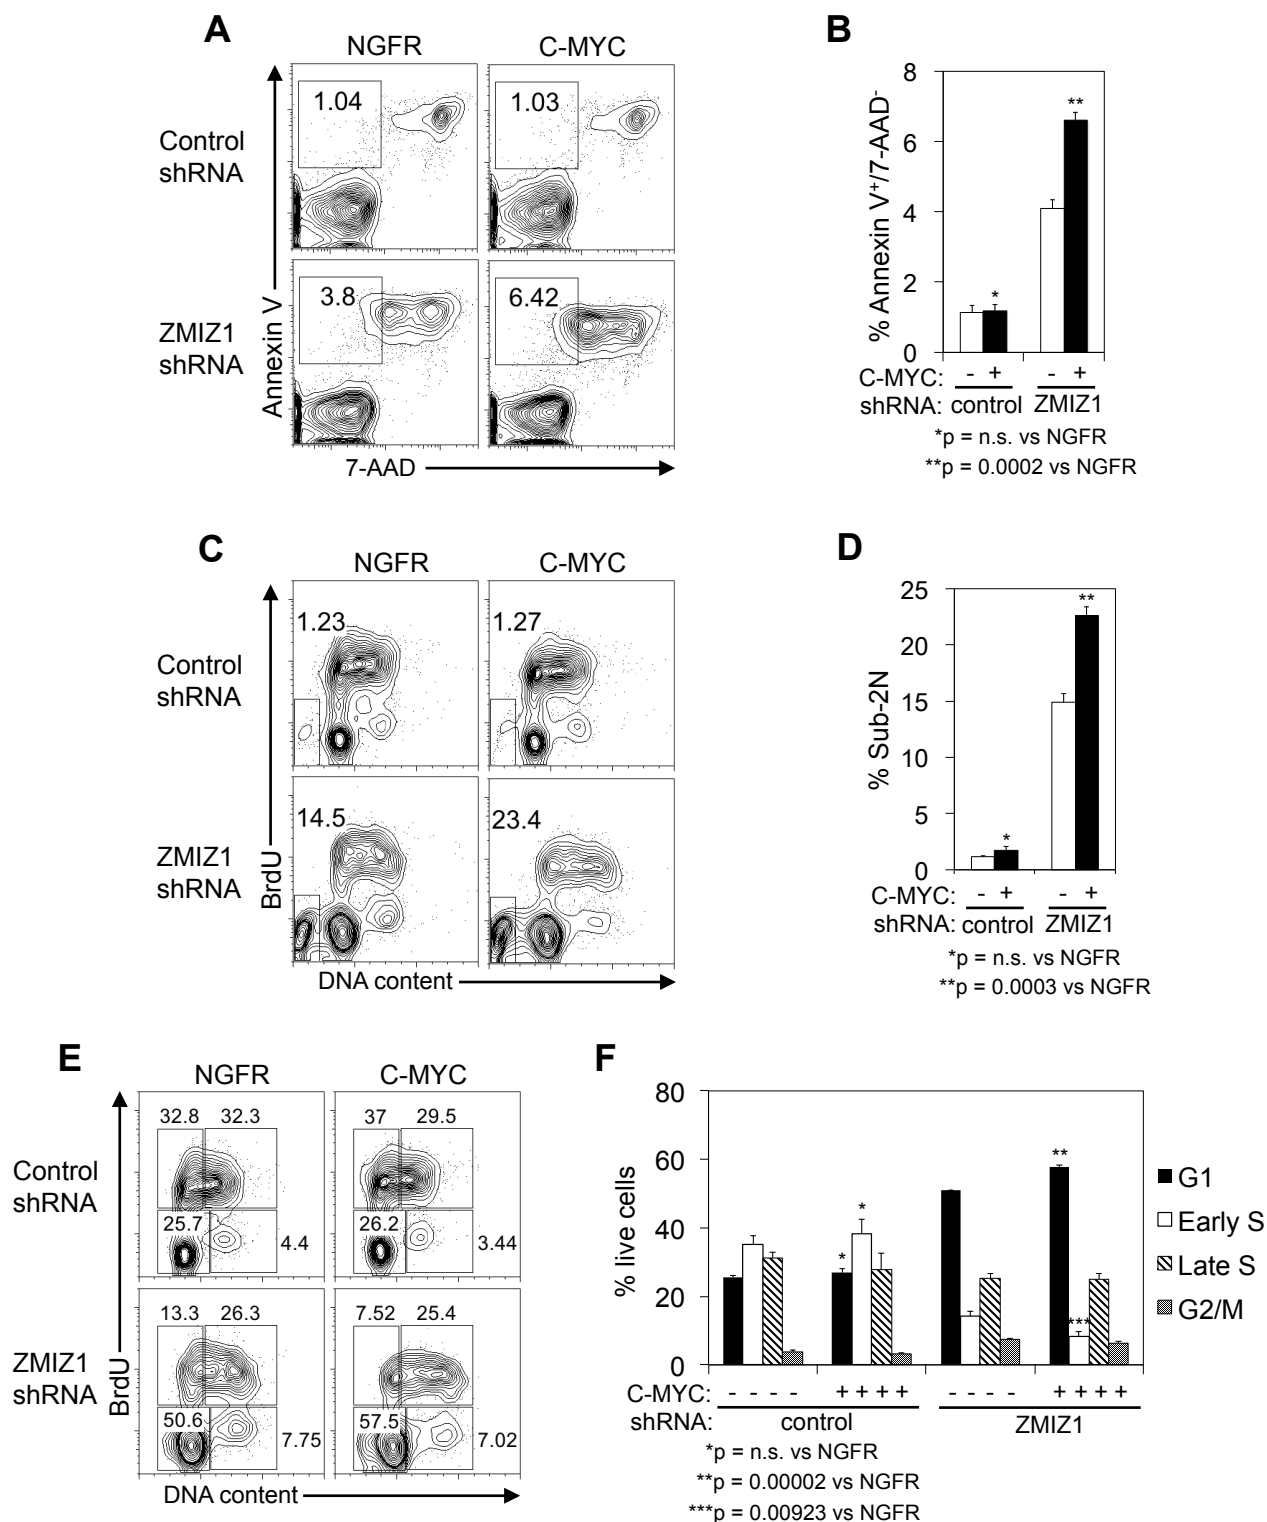 A
NGFR
C-MYC
Control
shRNA
1.04
1.03
ZMIZ1
shRNA
3.8
6.42
Annexin V
7-AAD
B
% Annexin V+/7-AAD-
8
6
4
2
0
*
**
C-MYC: - + - +
shRNA: control ZMIZ1
*p = n.s. vs NGFR
**p = 0.0002 vs NGFR
C
NGFR
C-MYC
Control
shRNA
1.23
1.27
ZMIZ1
shRNA
14.5
23.4
BrdU
DNA content
D
% Sub-2N
25
20
15
10
5
0
*
**
C-MYC: - + - +
shRNA: control ZMIZ1
*p = n.s. vs NGFR
**p = 0.0003 vs NGFR
E
NGFR
C-MYC
Control
shRNA
32.8 32.3
25.7 4.4
37 29.5
26.2 3.44
ZMIZ1
shRNA
13.3 26.3
50.6 7.75
7.52 25.4
57.5 7.02
BrdU
DNA content
F
% live cells
80
60
40
20
0
* * ** ***
G1
Early S
Late S
G2/M
C-MYC: - - - - + + + + - - - - + + + +
shRNA: control ZMIZ1
*p = n.s. vs NGFR
**p = 0.00002 vs NGFR
***p = 0.00923 vs NGFR